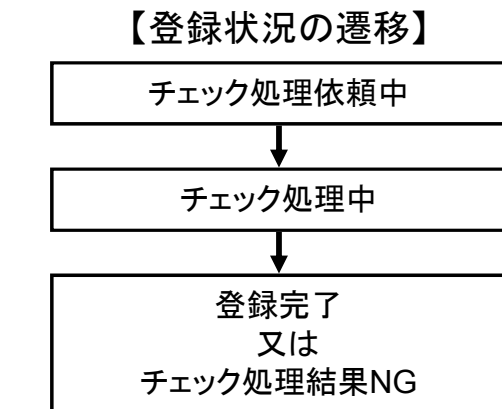 【登録状況の遷移】
チェック処理依頼中
チェック処理中
登録完了
又は
チェック処理結果NG